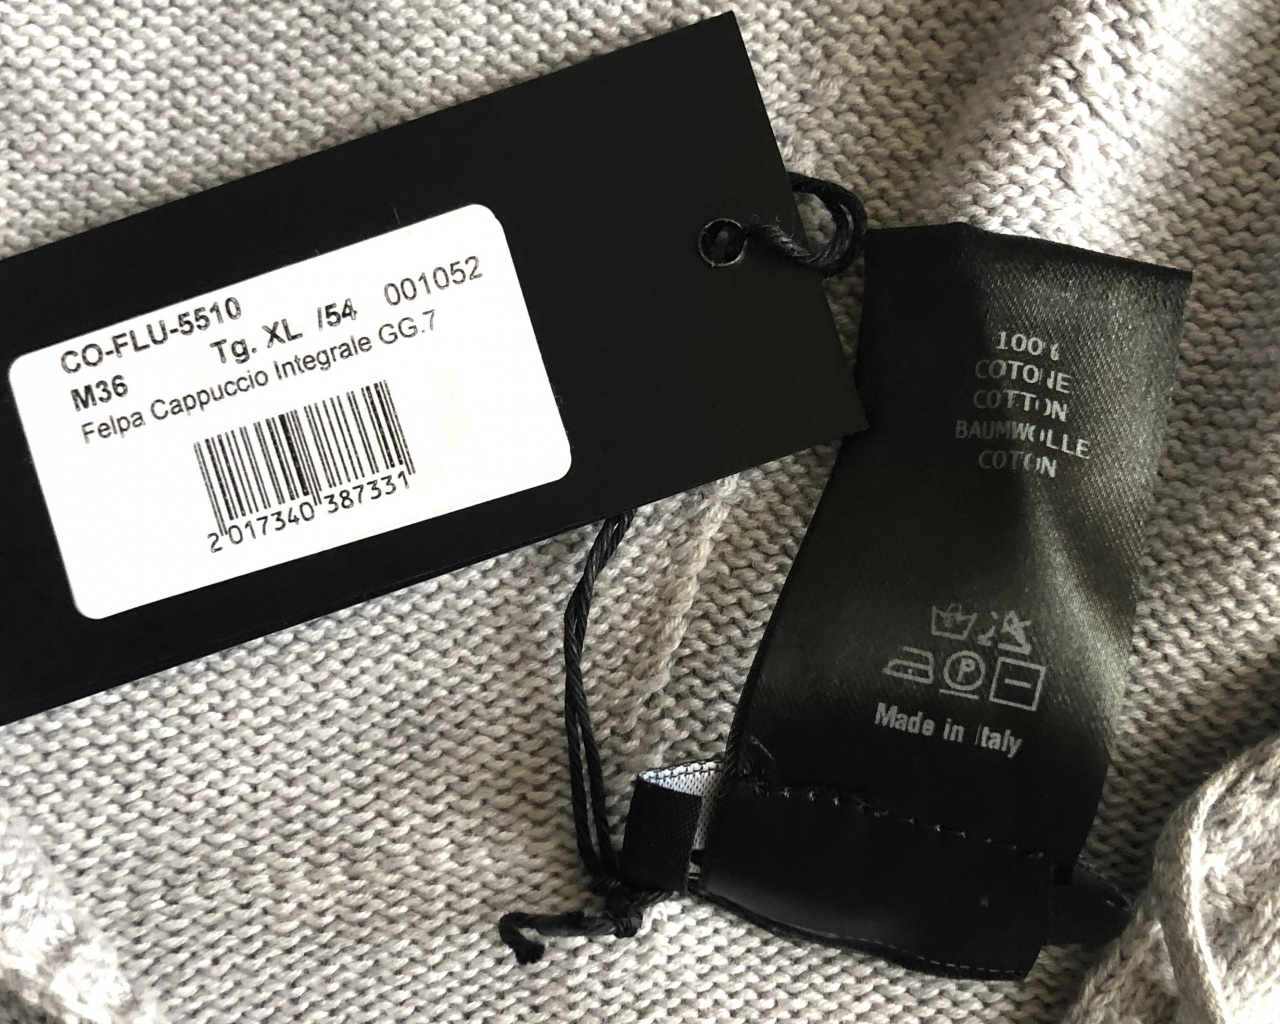 CO-FLU-5510
M36 Tg. XL /54 001052
Felpa Cappuccio Integrale GG.7
2 017340 387331
100%
COTONE
COTTON
BAUMWOLLE
COTON
P
Made in Italy